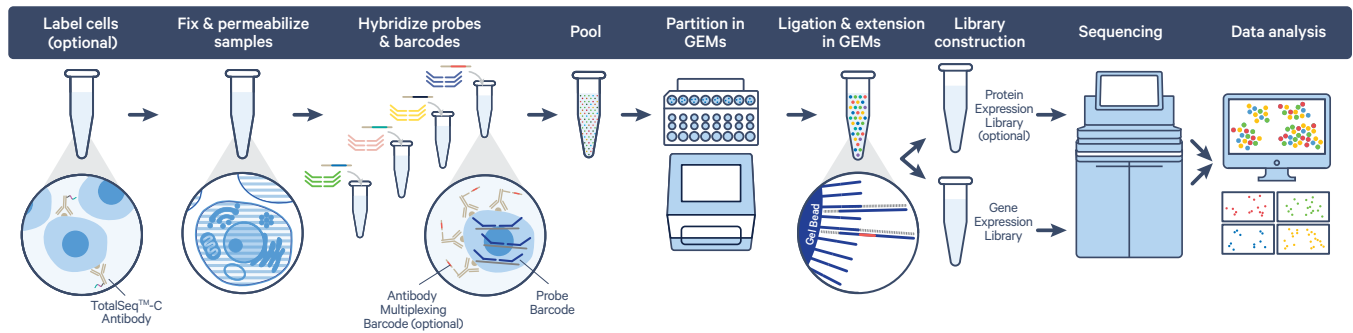 Label cells
(optional)
Fix & permeabilize
samples
Hybridize probes
& barcodes
Pool
Partition in
GEMs
Ligation & extension
in GEMs
Library
construction
Sequencing
Data analysis
TotalSeq™-C
Antibody
Antibody
Multiplexing
Barcode (optional)
Probe
Barcode
Gel Bead
Protein
Expression
Library
(optional)
Gene
Expression
Library